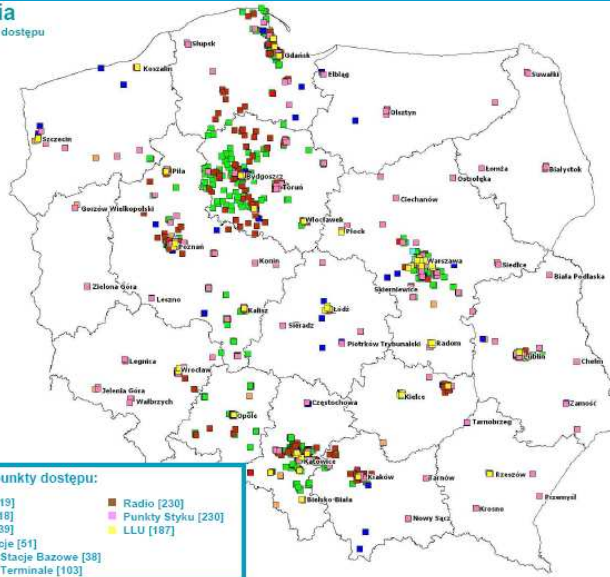 ia
dostępu
Słupsk
Gdańsk
Koszalin
Elbląg
Suwałki
Olsztyn
Szczecin
Piła
Bydgoszcz
Toruń
Łomża
Białystok
Ostrołęka
Ciechanów
Gorzów Wielkopolski
Włocławek
Płock
Poznań
Konin
Warszawa
Siedlce
Biała Podlaska
Skierniewice
Zielona Góra
Leszno
Kalisz
Łódź
Sieradz
Piotrków Trybunalski
Radom
Lublin
Chełm
Legnica
Wrocław
Jelenia Góra
Wałbrzych
Opole
Częstochowa
Kielce
Zamość
Tarnobrzeg
Katowice
Kraków
Tarnów
Rzeszów
Bielsko-Biała
Przemyśl
Krosno
Nowy Sącz
unkty dostępu:
19]
18]
39]
cje [51]
Stacje Bazowe [38]
Terminale [103]
Radio [230]
Punkty Styku [230]
LLU [187]